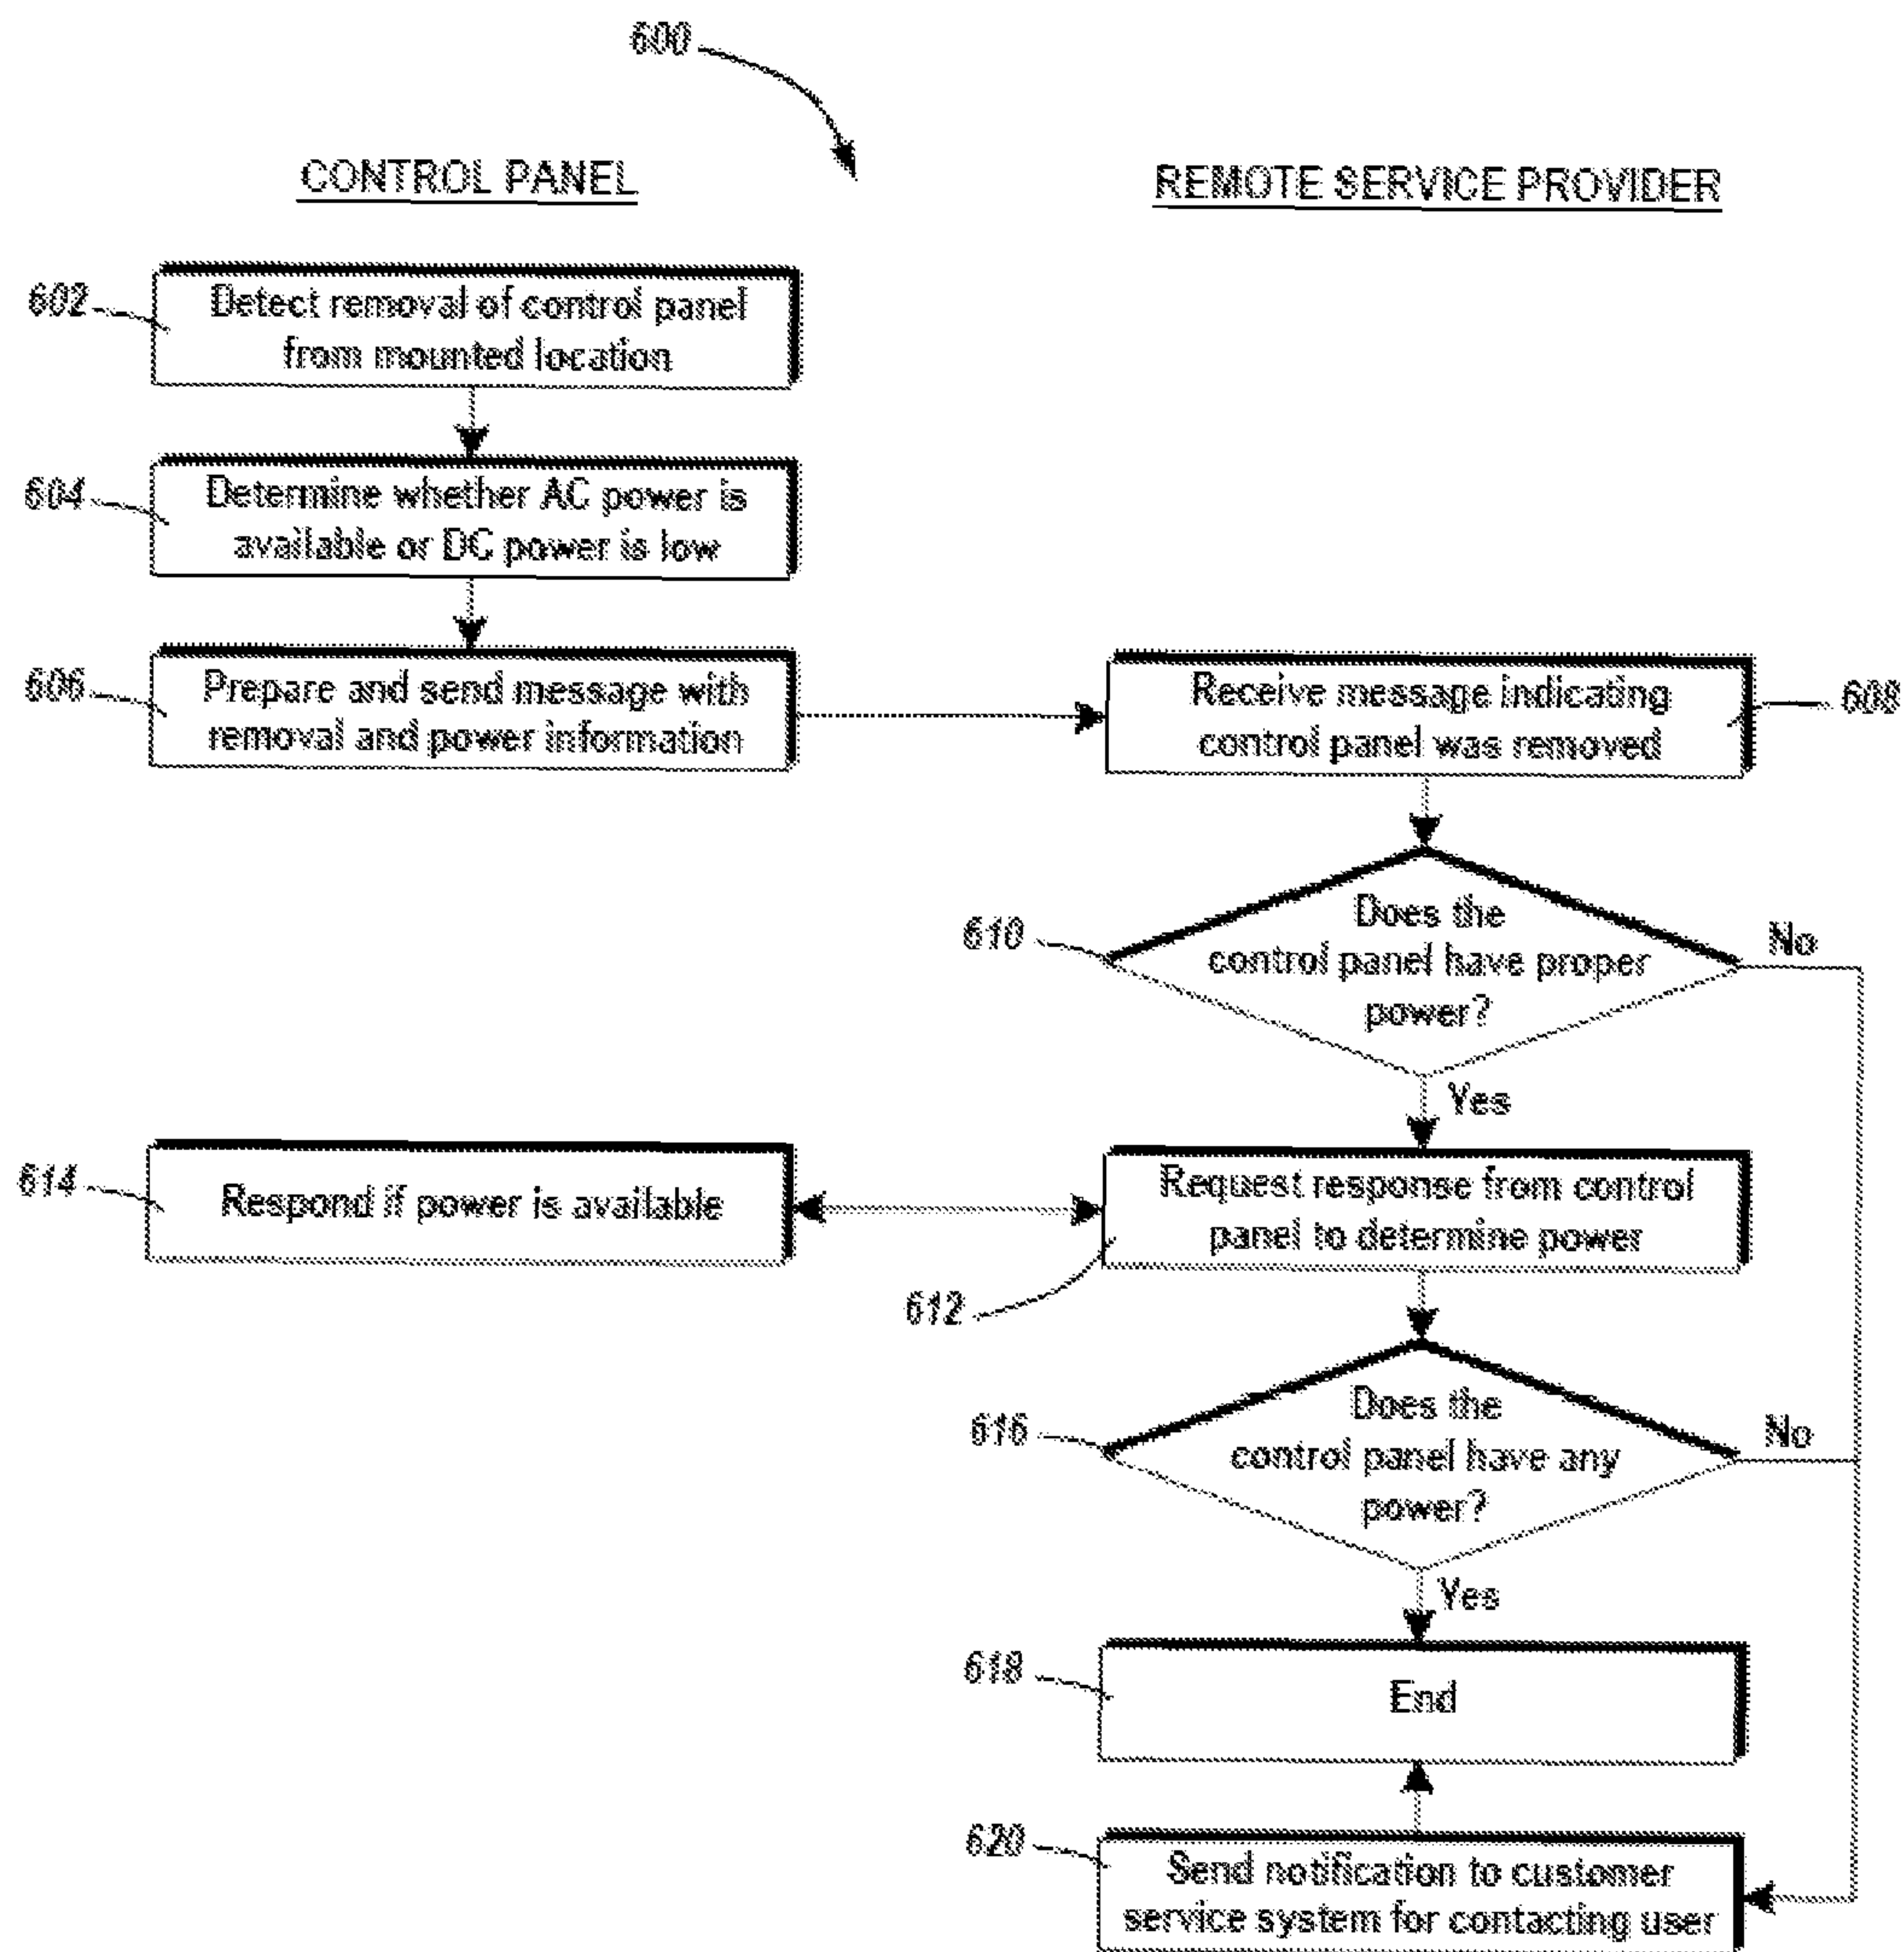 600
CONTROL PANEL
REMOTE SERVICE PROVIDER
602
Detect removal of control panel
from mounted location
604
Determine whether AC power is
available or DC power is low
606
Prepare and send message with
removal and power information
Receive message indicating
control panel was removed
608
610
Does the
control panel have proper
power?
No
Yes
614
Respond if power is available
Request response from control
panel to determine power
612
616
Does the
control panel have any
power?
No
Yes
618
End
620
Send notification to customer
service system for contacting user